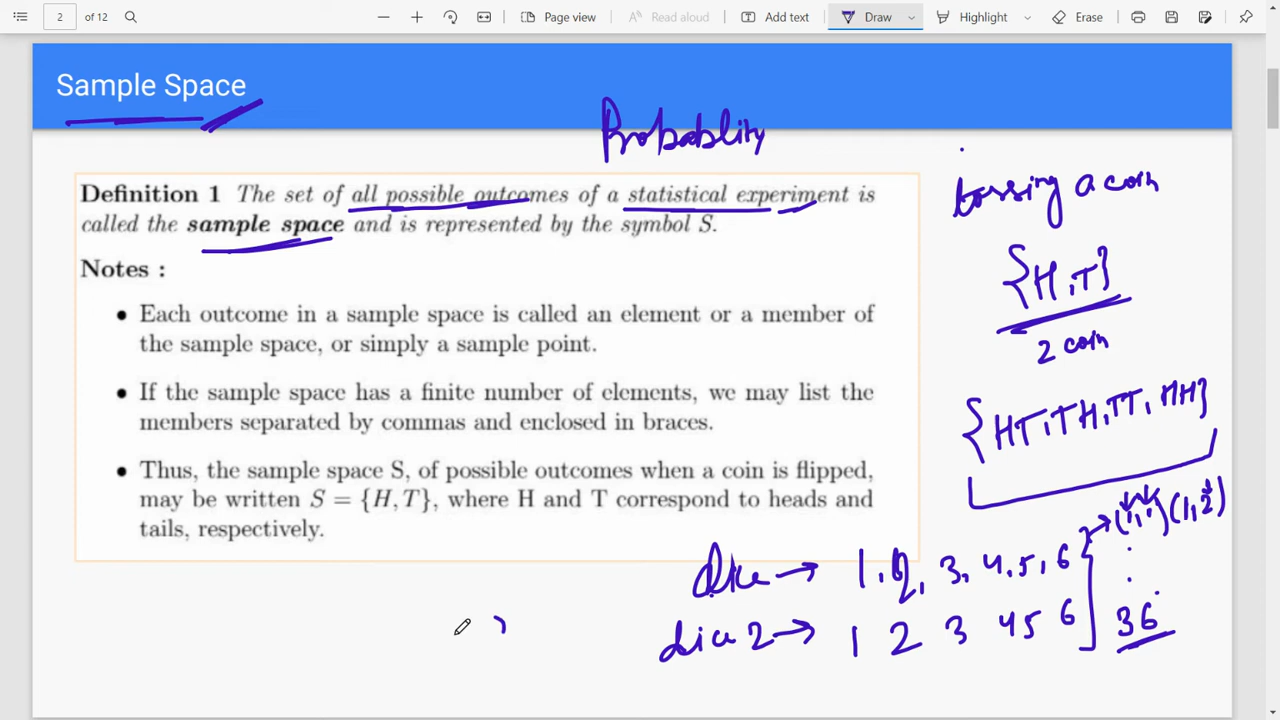 2 of 12
Page view
Read aloud
Add text
Draw
Highlight
Erase
Sample Space
Probablity
Definition 1 The set of all possible outcomes of a statistical experiment is
called the sample space and is represented by the symbol S.
Notes :
• Each outcome in a sample space is called an element or a member of
the sample space, or simply a sample point.
• If the sample space has a finite number of elements, we may list the
members separated by commas and enclosed in braces.
• Thus, the sample space S, of possible outcomes when a coin is flipped,
may be written S = {H, T}, where H and T correspond to heads and
tails, respectively.
tossing a coin
{H,T}
2 coin
{HT,TH,TT,HH}
dice → 1, 2, 3, 4, 5, 6
dice 2 → 1 2 3 4 5 6
(1,1) (1,2)
36